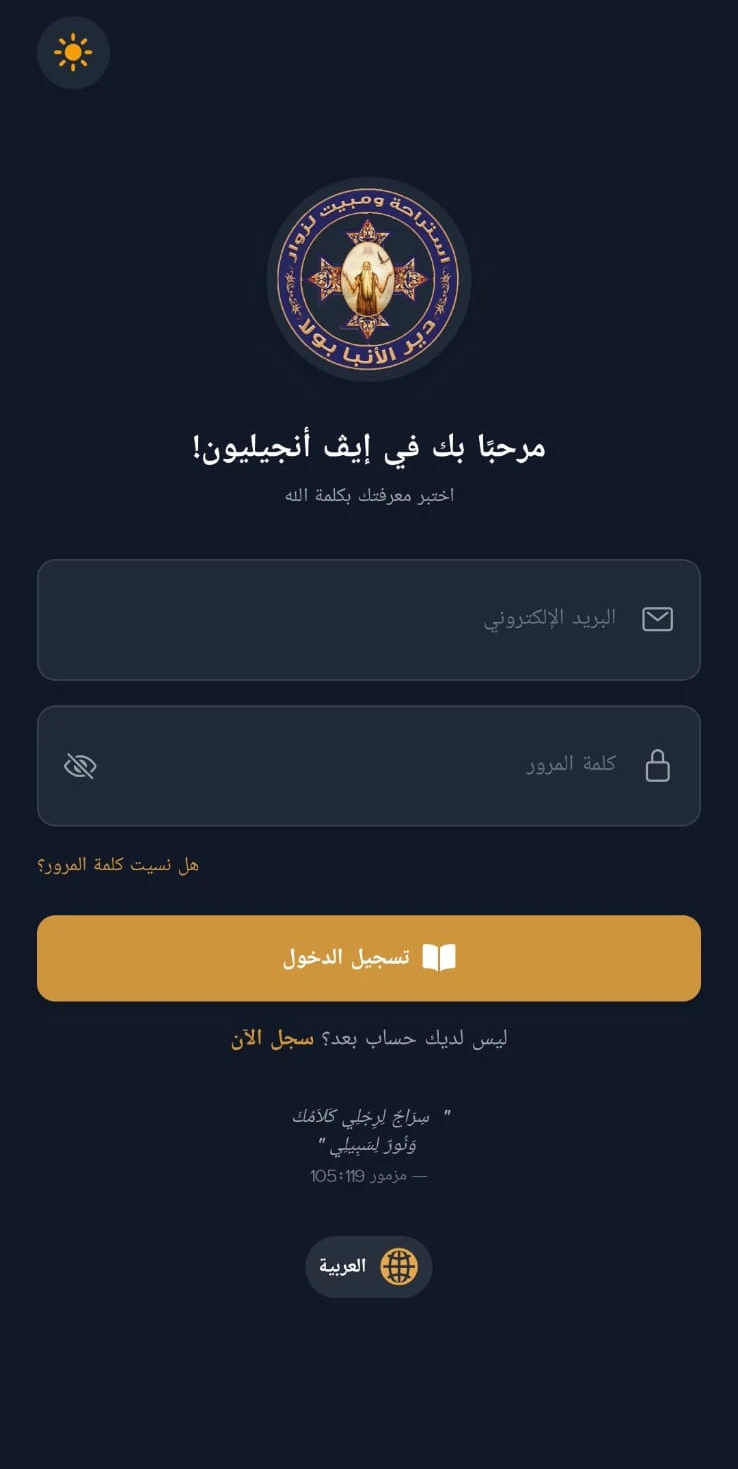 استراحة ومبيت لزوار
دير الأنبا بولا
مرحبًا بك في إيڤ أنجيليون!
اختبر معرفتك بكلمة الله
البريد الإلكتروني
كلمة المرور
هل نسيت كلمة المرور؟
تسجيل الدخول
ليس لديك حساب بعد؟ سجل الآن
" سِرَاجٌ لِرِجْلِي كَلاَمُكَ
وَنُورٌ لِسَبِيلِي "
— مزمور 105:119
العربية